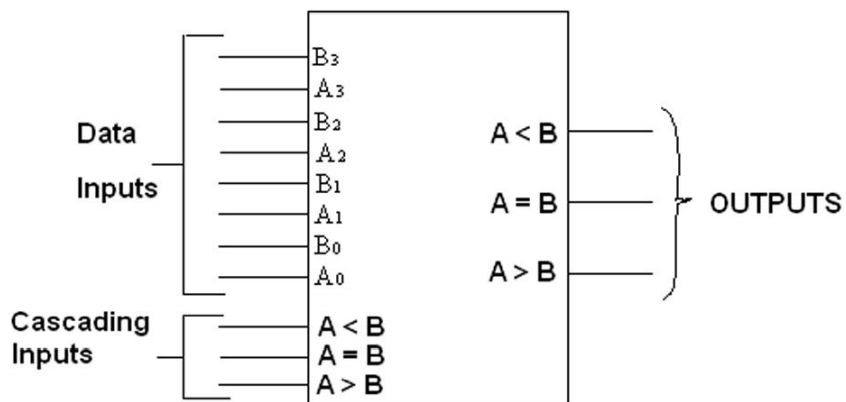 Data
Inputs
B₃
A₃
B₂
A₂
B₁
A₁
B₀
A₀
Cascading
Inputs
A < B
A = B
A > B
A < B
A = B
A > B
OUTPUTS